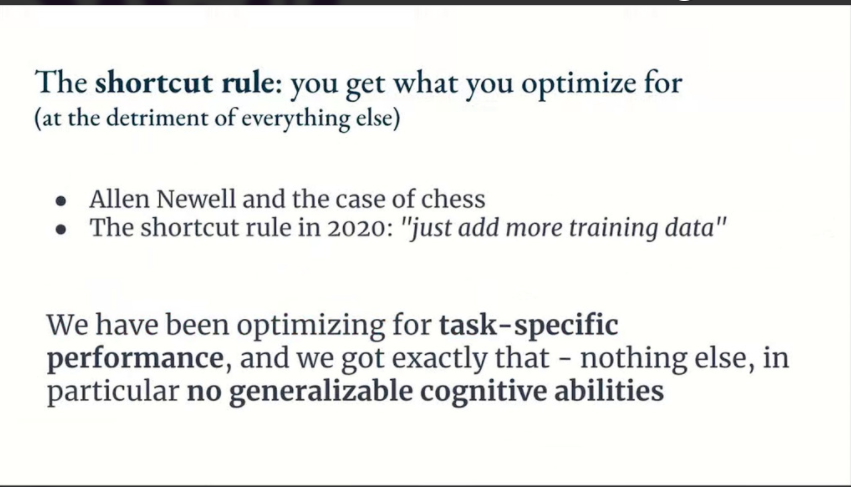 The shortcut rule: you get what you optimize for
(at the detriment of everything else)
● Allen Newell and the case of chess
● The shortcut rule in 2020: "just add more training data"
We have been optimizing for task-specific
performance, and we got exactly that - nothing else, in
particular no generalizable cognitive abilities